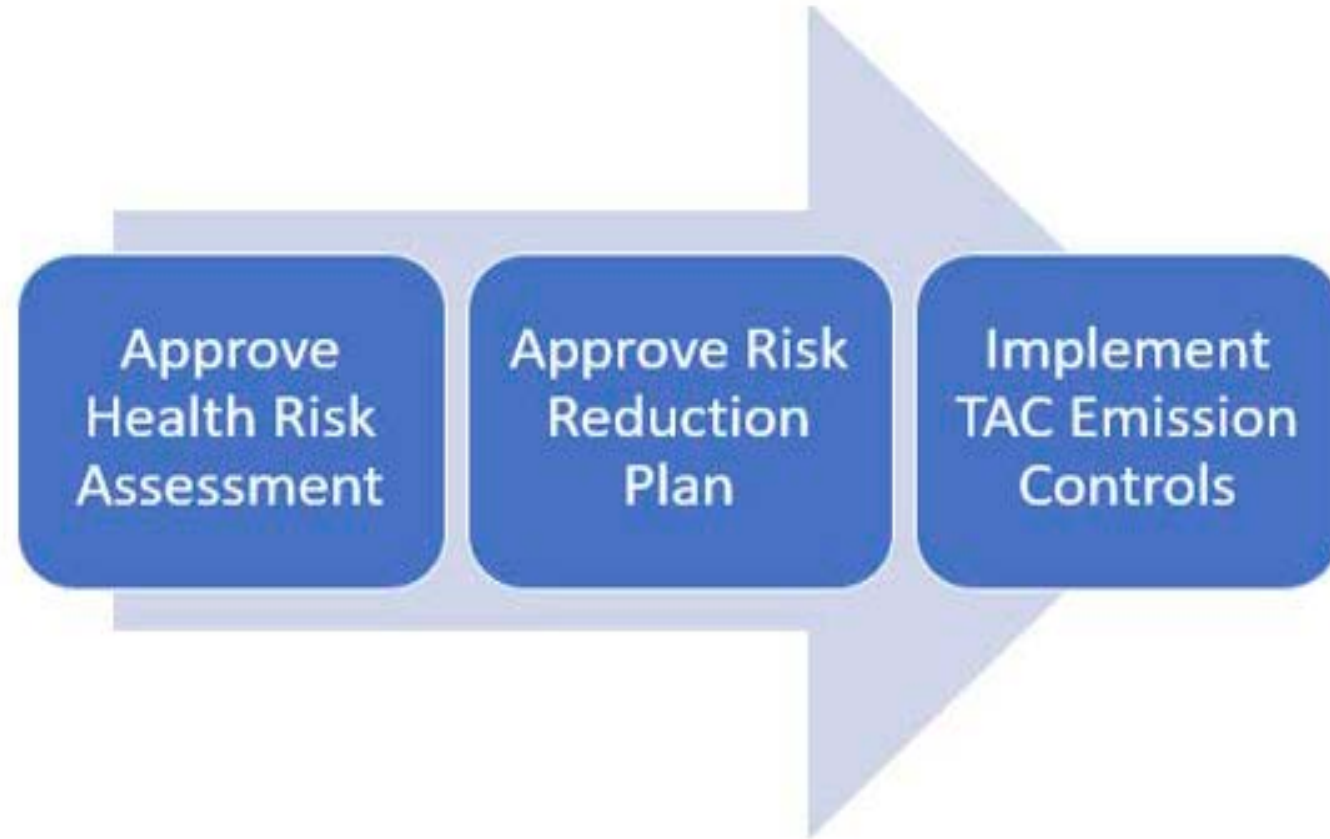 Approve
Health Risk
Assessment
Approve Risk
Reduction
Plan
Implement
TAC Emission
Controls